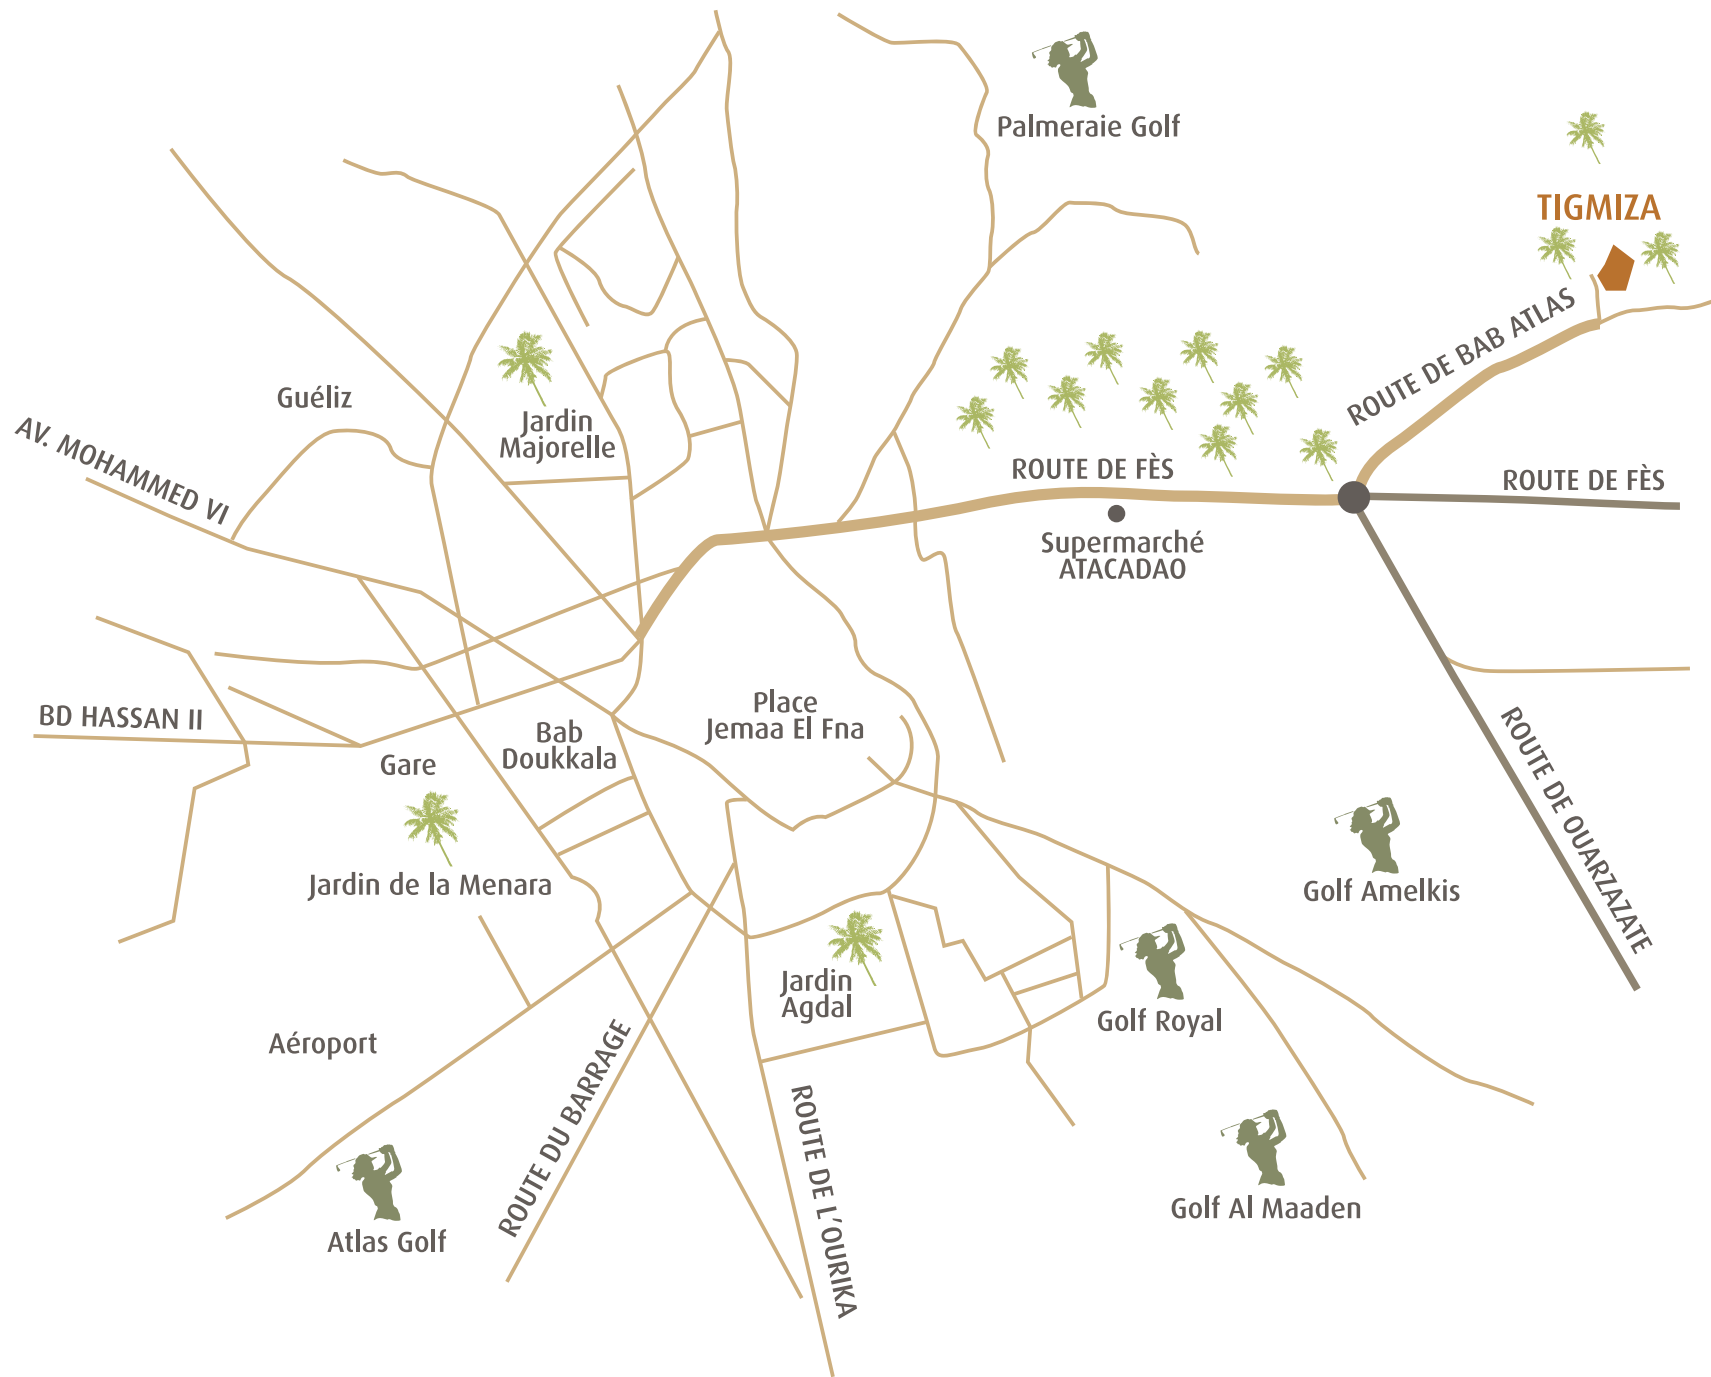 Palmeraie Golf
TIGMIZA
ROUTE DE BAB ATLAS
Guéliz
Jardin
Majorelle
AV. MOHAMMED VI
ROUTE DE FÈS
ROUTE DE FÈS
Supermarché
ATACADAO
BD HASSAN II
Gare
Bab
Doukkala
Place
Jemaa El Fna
ROUTE DE OUARZAZATE
Jardin de la Menara
Golf Amelkis
Jardin
Agdal
Golf Royal
Aéroport
ROUTE DU BARRAGE
ROUTE DE L'OURIKA
Atlas Golf
Golf Al Maaden